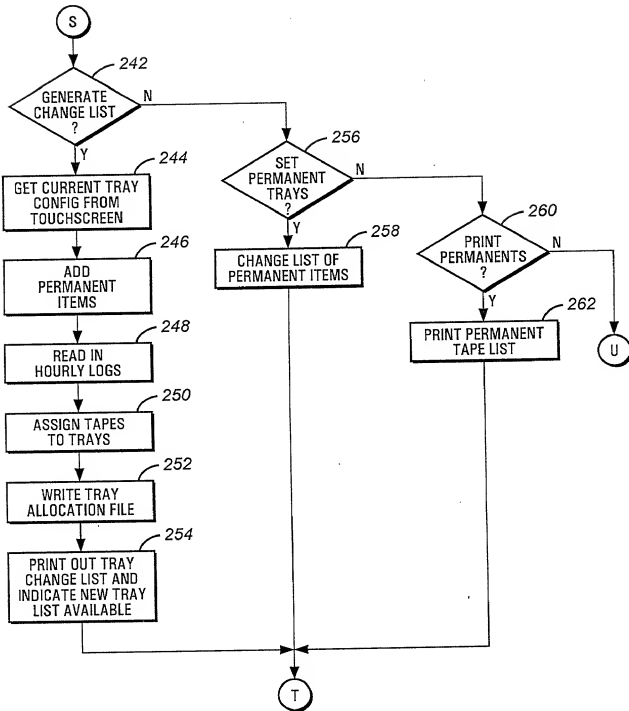 S
242
GENERATE
CHANGE LIST
?
N
Y
244
GET CURRENT TRAY
CONFIG FROM
TOUCHSCREEN
246
ADD
PERMANENT
ITEMS
248
READ IN
HOURLY LOGS
250
ASSIGN TAPES
TO TRAYS
252
WRITE TRAY
ALLOCATION FILE
254
PRINT OUT TRAY
CHANGE LIST AND
INDICATE NEW TRAY
LIST AVAILABLE
256
SET
PERMANENT
TRAYS
?
N
Y
258
CHANGE LIST OF
PERMANENT ITEMS
260
PRINT
PERMANENTS
?
N
Y
262
PRINT PERMANENT
TAPE LIST
U
T